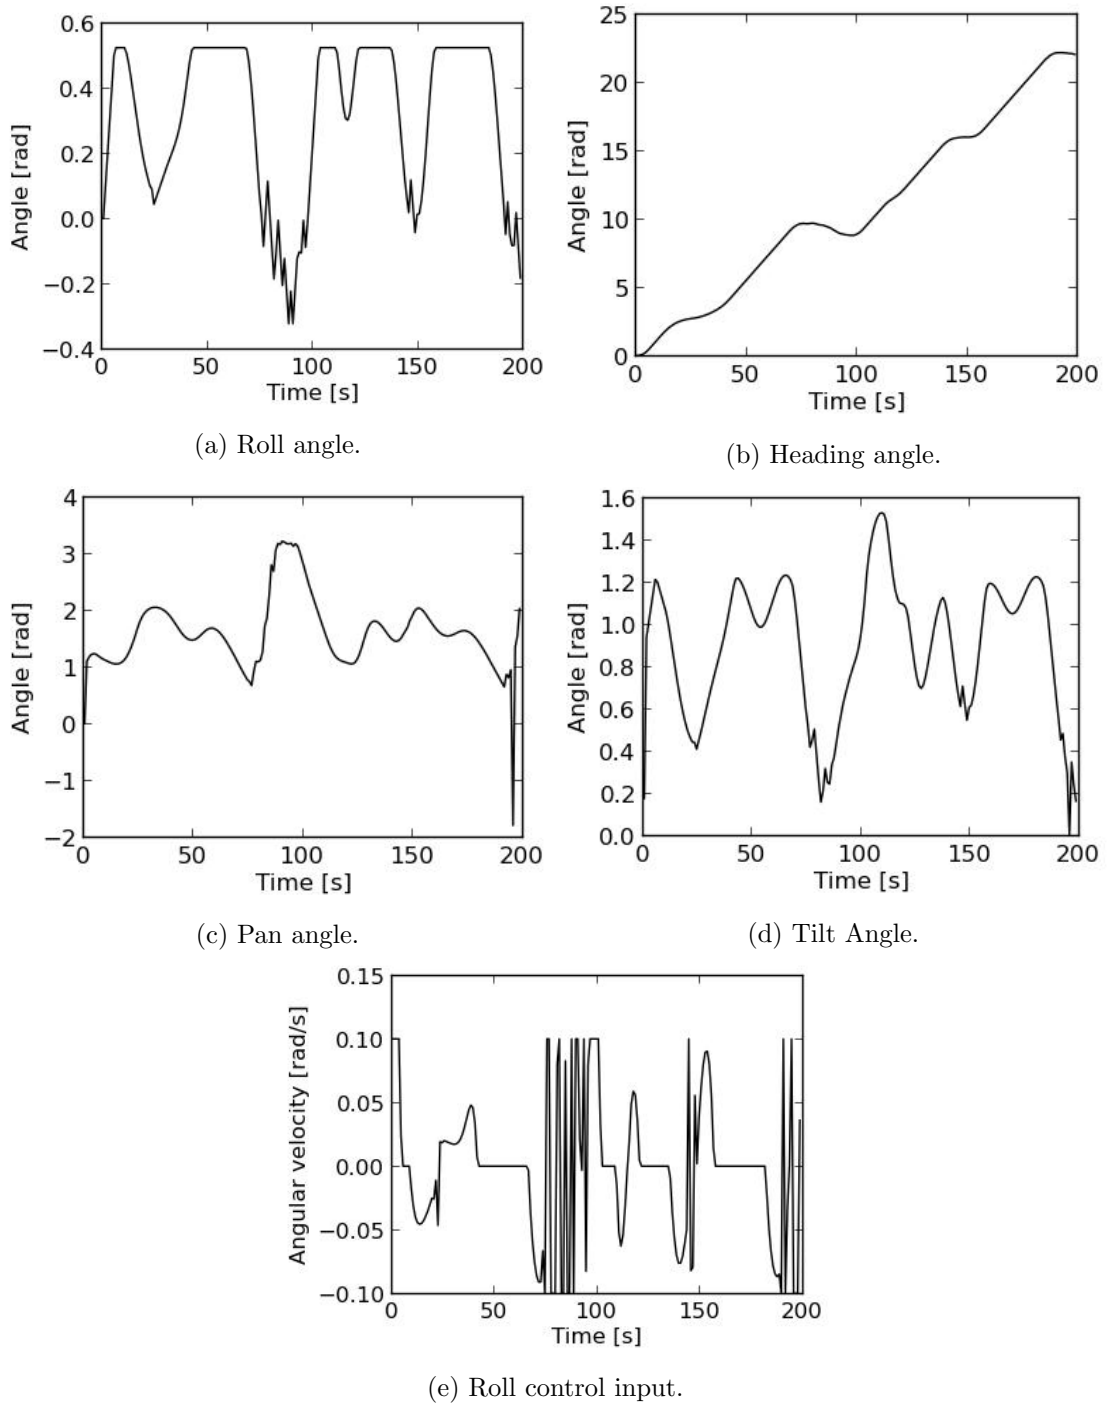 0.6
0.4
0.2
0.0
−0.2
−0.4
Angle [rad]
0 50 100 150 200
Time [s]
(a) Roll angle.
25
20
15
10
5
0
Angle [rad]
0 50 100 150 200
Time [s]
(b) Heading angle.
4
3
2
1
0
−1
−2
Angle [rad]
0 50 100 150 200
Time [s]
(c) Pan angle.
1.6
1.4
1.2
1.0
0.8
0.6
0.4
0.2
0.0
Angle [rad]
0 50 100 150 200
Time [s]
(d) Tilt Angle.
0.15
0.10
0.05
0.00
−0.05
−0.10
Angular velocity [rad/s]
0 50 100 150 200
Time [s]
(e) Roll control input.